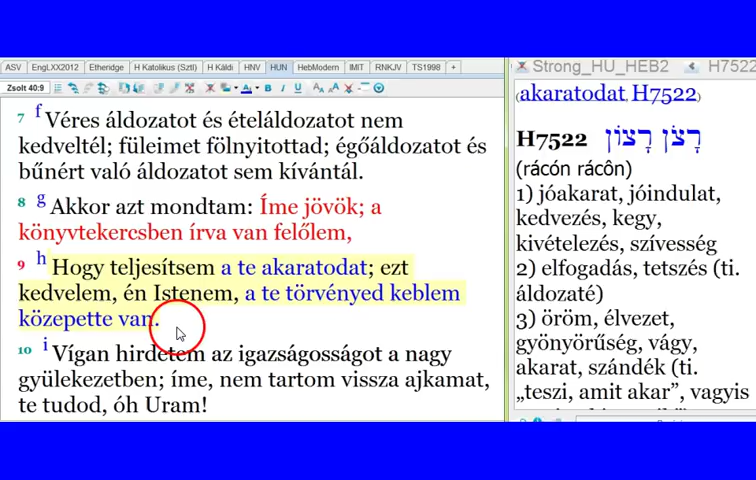 ASV EngLXX2012 Etheridge H Katolikus (Sztl) H Káldi HNV HUN HebModern IMIT RNKJV TS1998 +
Strong_HU_HEB2 H7522
Zsolt 40:9
(akaratodat, H7522)
7 f Véres áldozatot és ételáldozatot nem
kedveltél; füleimet fölnyitottad; égőáldozatot és
bűnért való áldozatot sem kívántál.
8 g Akkor azt mondtam: Íme jövök; a
könyvtekercsben írva van felőlem,
9 h Hogy teljesítsem a te akaratodat; ezt
kedvelem, én Istenem, a te törvényed keblem
közepette van.
10 i Vígan hirdetem az igazságosságot a nagy
gyülekezetben; íme, nem tartom vissza ajkamat,
te tudod, óh Uram!
H7522 רָצֹן רָצוֹן
(rácón rácôn)
1) jóakarat, jóindulat,
kedvezés, kegy,
kivételezés, szívesség
2) elfogadás, tetszés (ti.
áldozaté)
3) öröm, élvezet,
gyönyörűség, vágy,
akarat, szándék (ti.
„teszi, amit akar”, vagyis